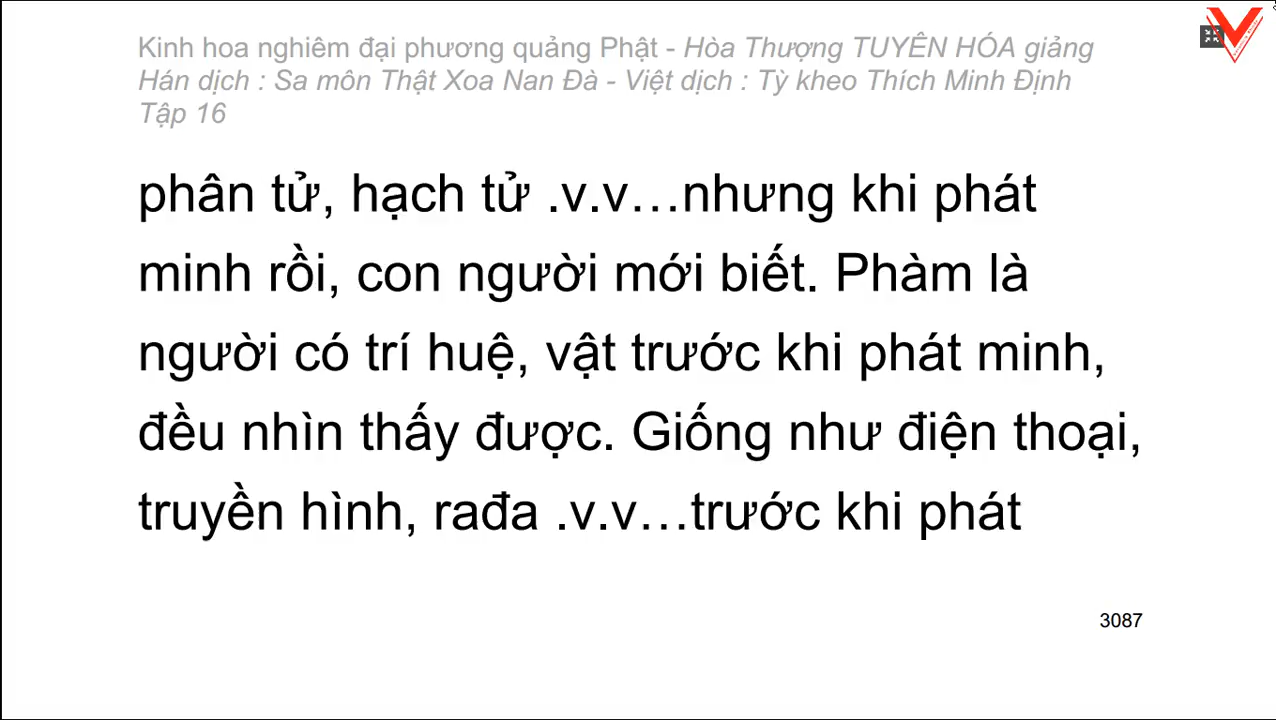 Kinh hoa nghiêm đại phương quảng Phật - Hòa Thượng TUYÊN HÓA giảng
Hán dịch : Sa môn Thật Xoa Nan Đà - Việt dịch : Tỳ kheo Thích Minh Định
Tập 16
phân tử, hạch tử .v.v…nhưng khi phát
minh rồi, con người mới biết. Phàm là
người có trí huệ, vật trước khi phát minh,
đều nhìn thấy được. Giống như điện thoại,
truyền hình, rađa .v.v…trước khi phát
3087